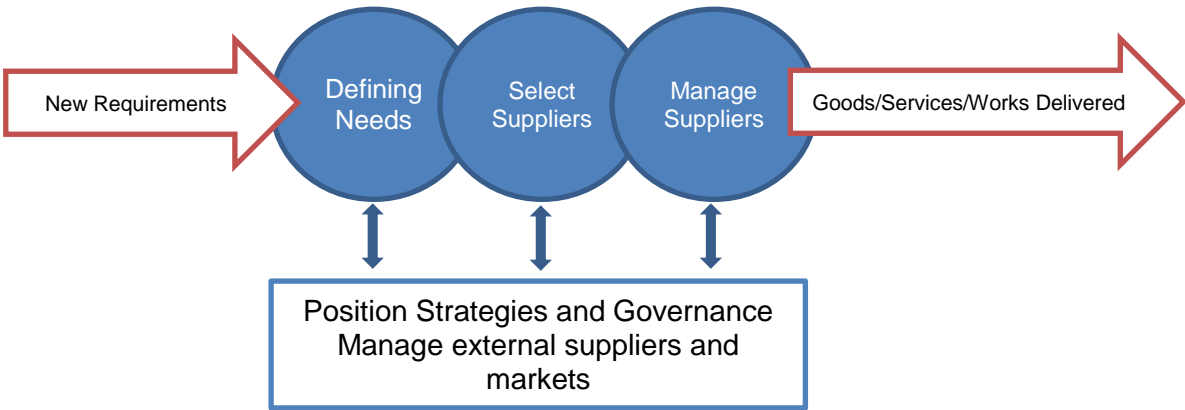 New Requirements
Defining
Needs
Select
Suppliers
Manage
Suppliers
Goods/Services/Works Delivered
Position Strategies and Governance
Manage external suppliers and
markets